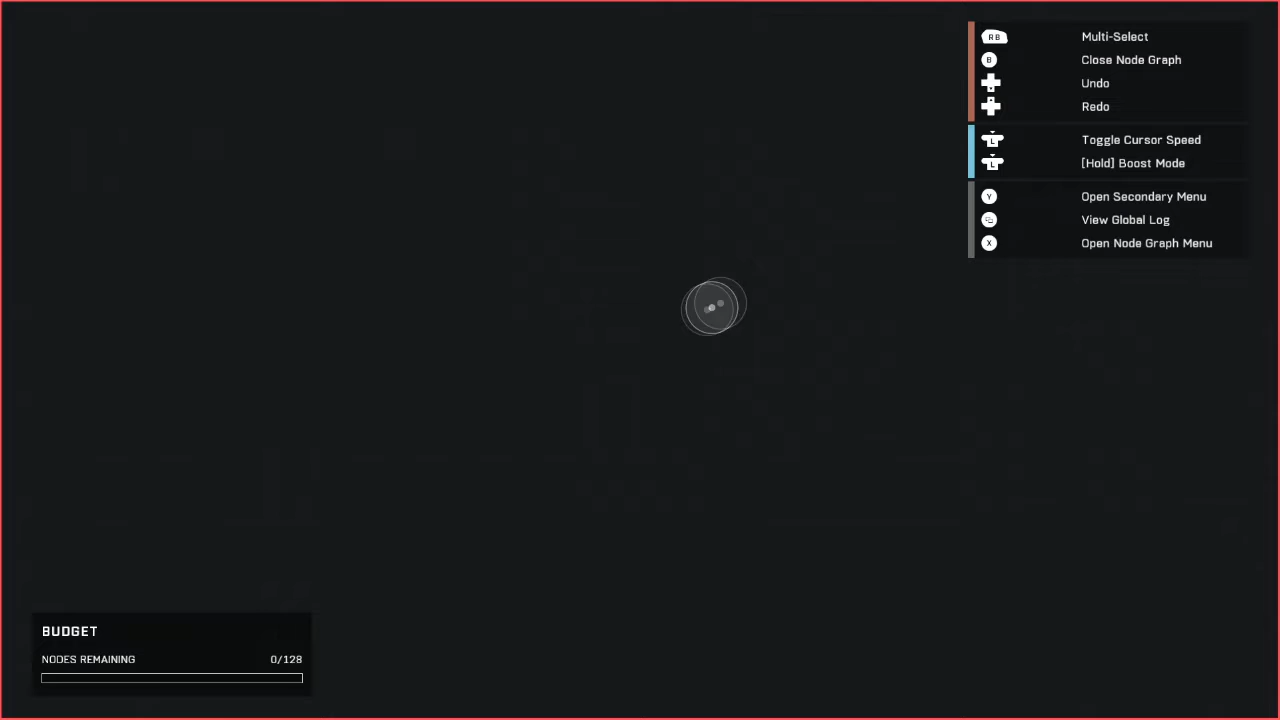 RB Multi-Select
B Close Node Graph
Undo
Redo
L Toggle Cursor Speed
L [Hold] Boost Mode
Y Open Secondary Menu
View Global Log
X Open Node Graph Menu
BUDGET
NODES REMAINING 0/128